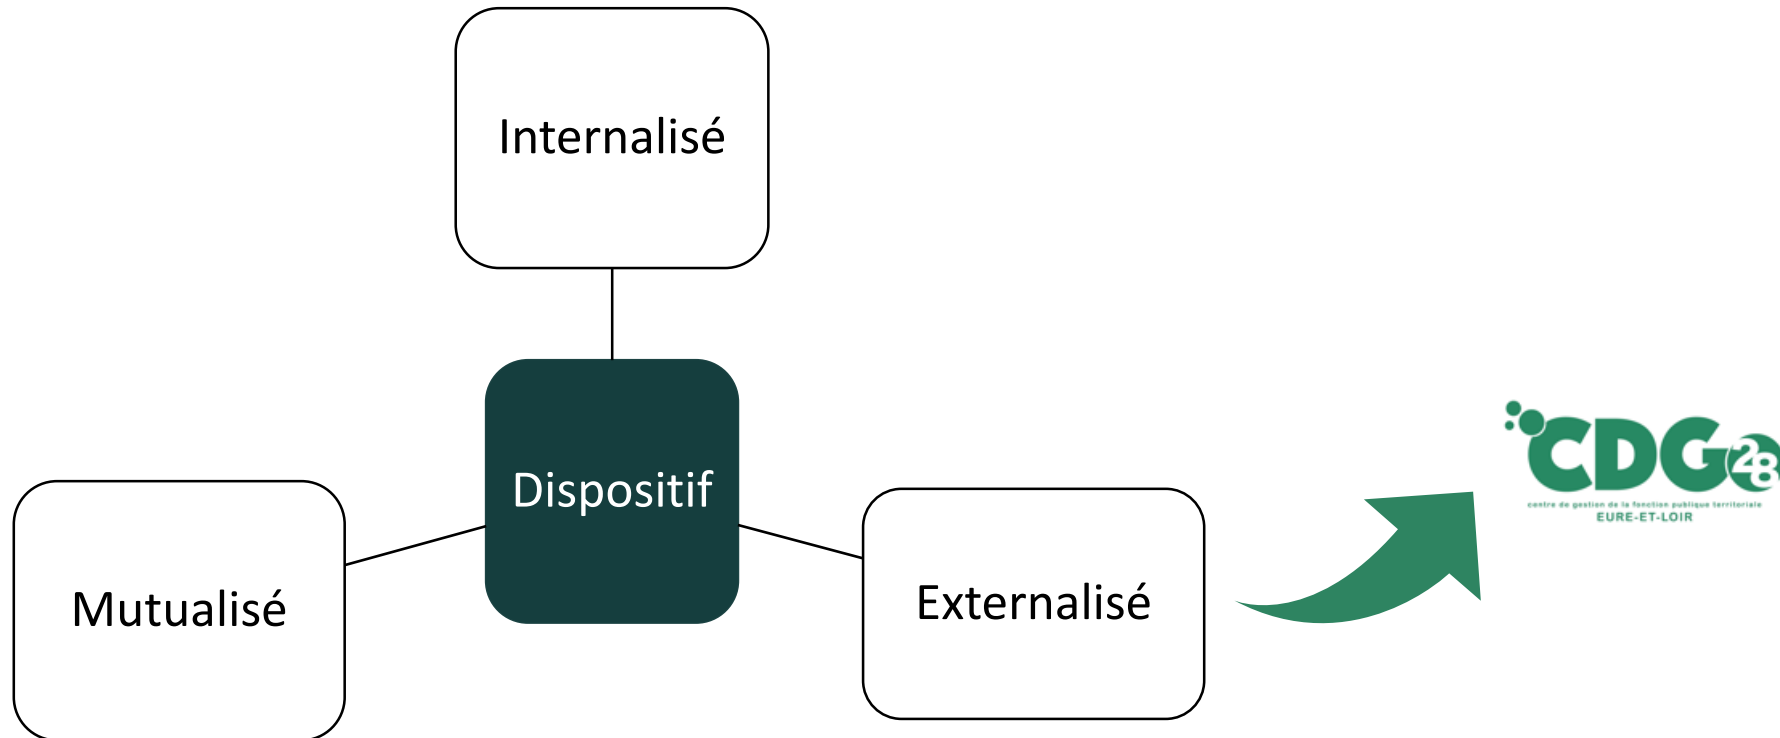 Internalisé
Dispositif
Mutualisé
Externalisé
CDG28
centre de gestion de la fonction publique territoriale
EURE-ET-LOIR